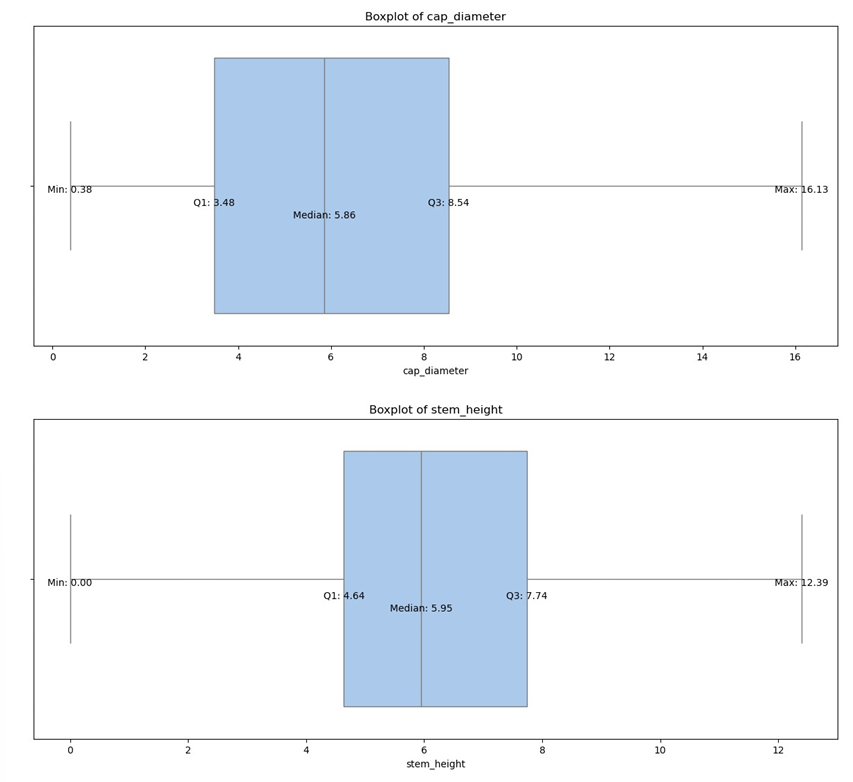 Boxplot of cap_diameter
Min: 0.38
Max: 16.13
Q1: 3.48
Q3: 8.54
Median: 5.86
0 2 4 6 8 10 12 14 16
cap_diameter
Boxplot of stem_height
Min: 0.00
Max: 12.39
Q1: 4.64
Q3: 7.74
Median: 5.95
0 2 4 6 8 10 12
stem_height